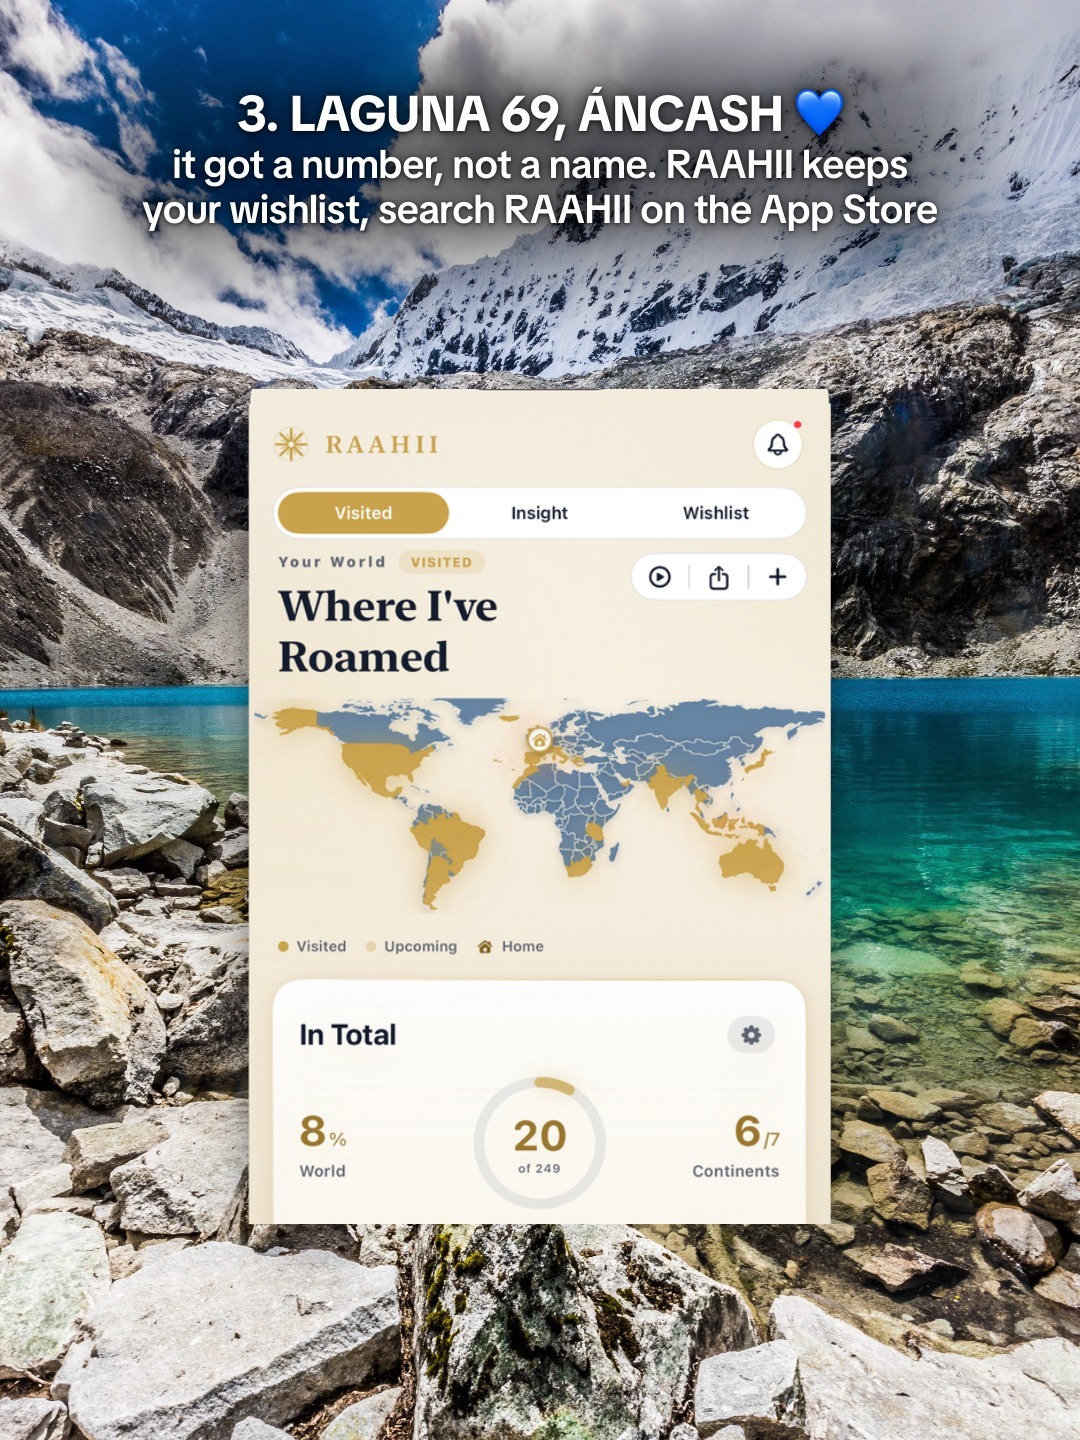 3. LAGUNA 69, ÁNCASH 💙
it got a number, not a name. RAAHII keeps
your wishlist, search RAAHII on the App Store
RAAHII
Visited
Insight
Wishlist
Your World
VISITED
Where I've
Roamed
Visited
Upcoming
Home
In Total
8%
World
20
of 249
6/7
Continents